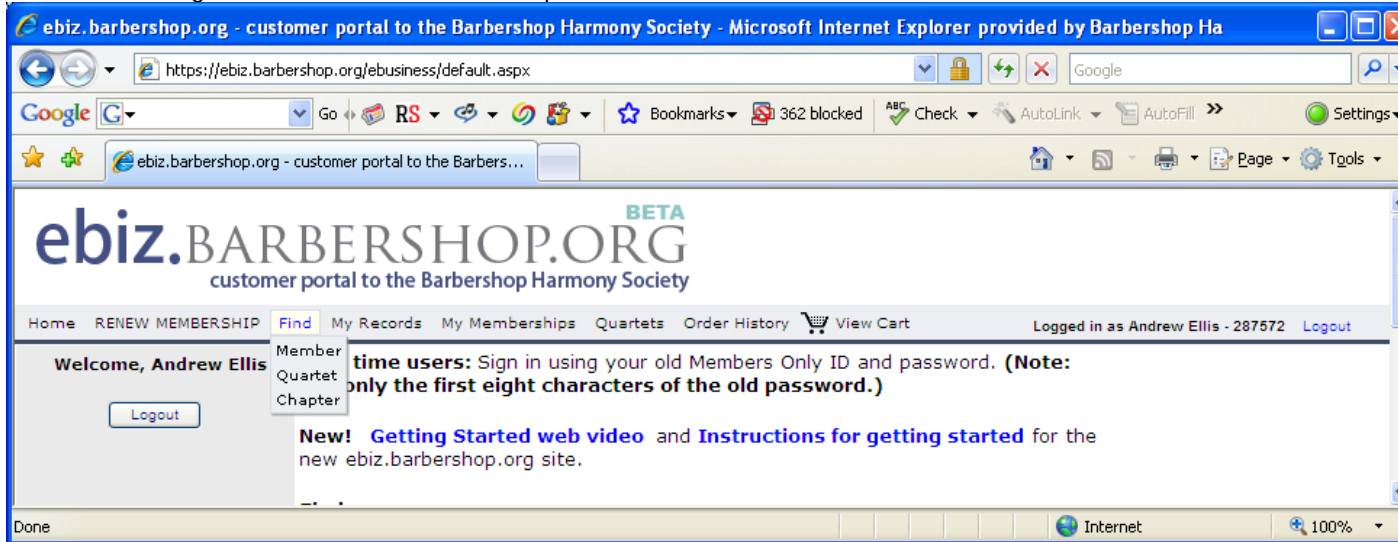 ebiz.barbershop.org - customer portal to the Barbershop Harmony Society - Microsoft Internet Explorer provided by Barbershop Ha
https://ebiz.barbershop.org/ebusiness/default.aspx
Google
Google G Go RS Bookmarks 362 blocked ABC Check AutoLink AutoFill >> Settings
ebiz.barbershop.org - customer portal to the Barbers...
Page Tools
BETA
ebiz.BARBERSHOP.ORG
customer portal to the Barbershop Harmony Society
Home RENEW MEMBERSHIP Find My Records My Memberships Quartets Order History View Cart Logged in as Andrew Ellis - 287572 Logout
Member
Quartet
Chapter
Welcome, Andrew Ellis
Logout
time users: Sign in using your old Members Only ID and password. (Note:
only the first eight characters of the old password.)
New! Getting Started web video and Instructions for getting started for the
new ebiz.barbershop.org site.
Done Internet 100%